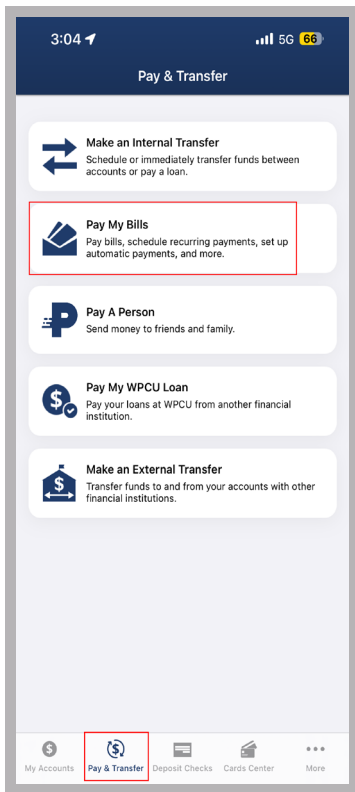 3:04 5G 66
Pay & Transfer
Make an Internal Transfer
Schedule or immediately transfer funds between
accounts or pay a loan.
Pay My Bills
Pay bills, schedule recurring payments, set up
automatic payments, and more.
Pay A Person
Send money to friends and family.
Pay My WPCU Loan
Pay your loans at WPCU from another financial
institution.
Make an External Transfer
Transfer funds to and from your accounts with other
financial institutions.
My Accounts Pay & Transfer Deposit Checks Cards Center More